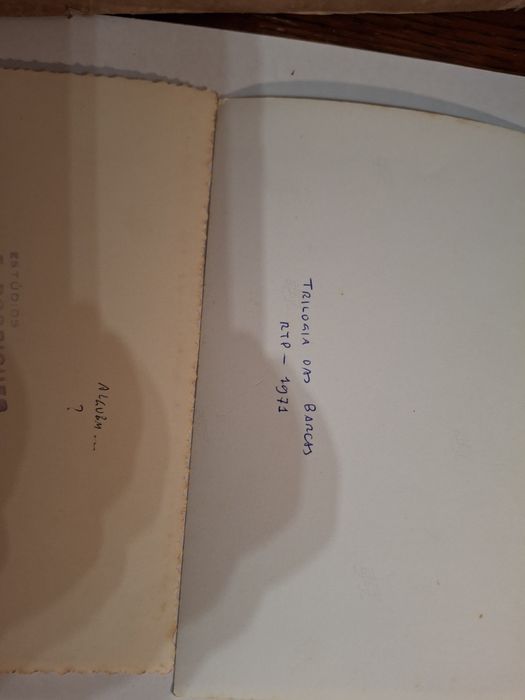 TRILOGIA DAS BARCAS
RTP - 1971
ALGUÉM...
?
ESTÚDIOS